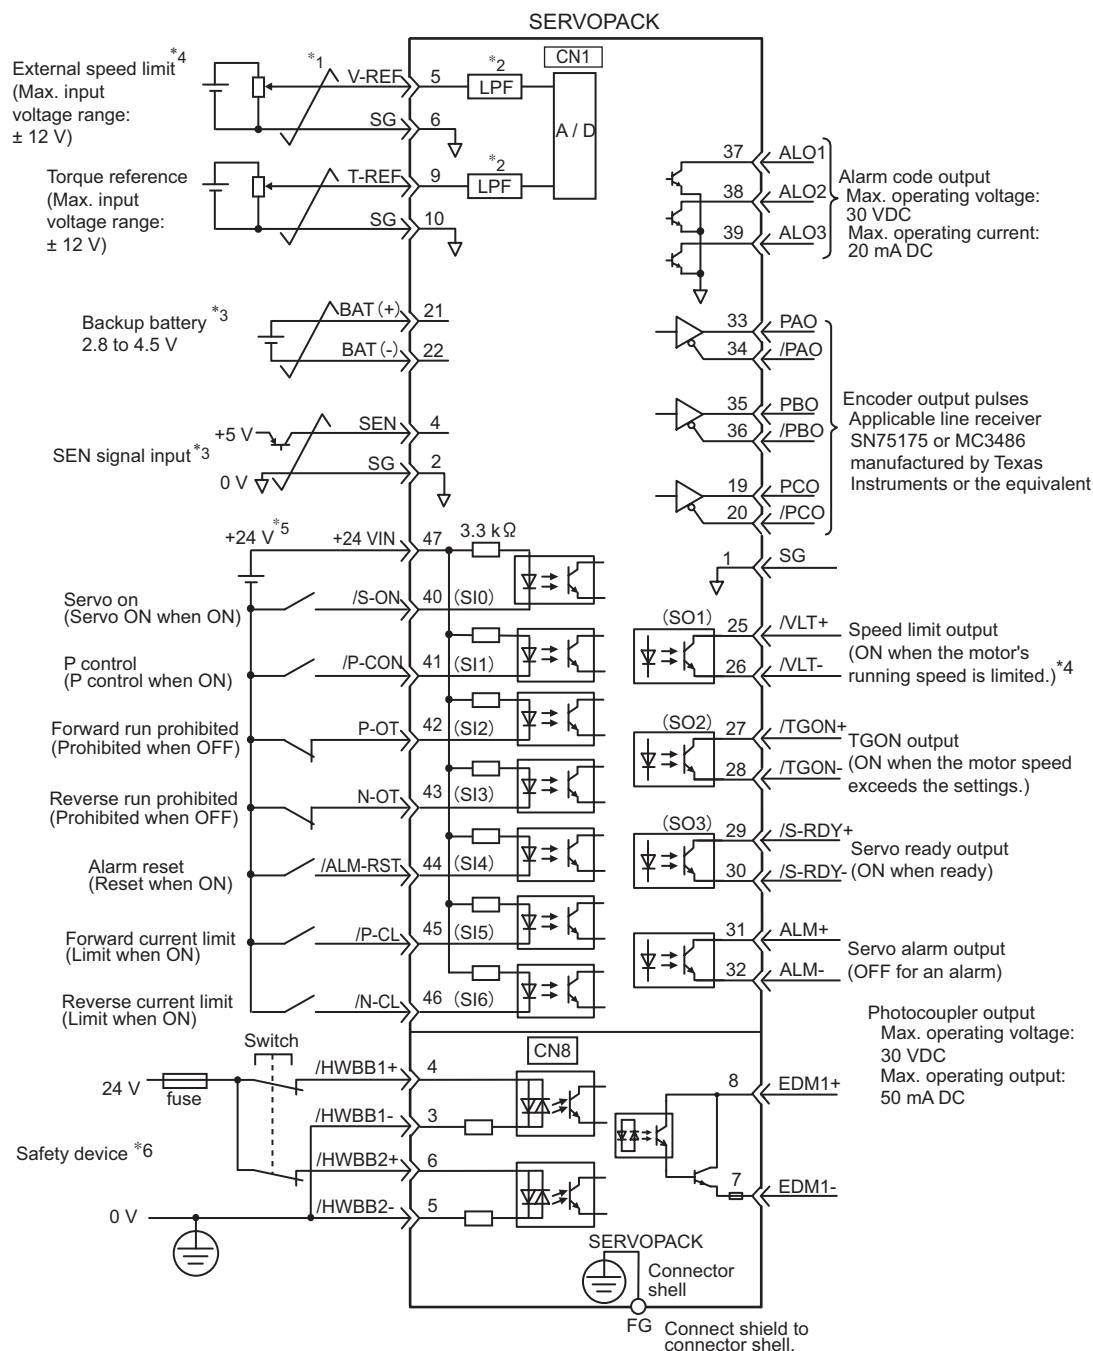 SERVOPACK
CN1
External speed limit*4
(Max. input
voltage range:
± 12 V)
*1
V-REF
5
*2
LPF
SG
6
A / D
Torque reference
(Max. input
voltage range:
± 12 V)
T-REF
9
*2
LPF
SG
10
37
ALO1
38
ALO2
39
ALO3
Alarm code output
Max. operating voltage:
30 VDC
Max. operating current:
20 mA DC
Backup battery *3
2.8 to 4.5 V
BAT (+)
21
BAT (-)
22
33
PAO
34
/PAO
35
PBO
36
/PBO
19
PCO
20
/PCO
Encoder output pulses
Applicable line receiver
SN75175 or MC3486
manufactured by Texas
Instruments or the equivalent
SEN signal input*3
+5 V
0 V
SEN
4
SG
2
1
SG
+24 V*5
+24 VIN
47
3.3 kΩ
Servo on
(Servo ON when ON)
/S-ON
40
(SI0)
P control
(P control when ON)
/P-CON
41
(SI1)
Forward run prohibited
(Prohibited when OFF)
P-OT
42
(SI2)
Reverse run prohibited
(Prohibited when OFF)
N-OT
43
(SI3)
Alarm reset
(Reset when ON)
/ALM-RST
44
(SI4)
Forward current limit
(Limit when ON)
/P-CL
45
(SI5)
Reverse current limit
(Limit when ON)
/N-CL
46
(SI6)
(SO1)
25
/VLT+
26
/VLT-
Speed limit output
(ON when the motor's
running speed is limited.)*4
(SO2)
27
/TGON+
28
/TGON-
TGON output
(ON when the motor speed
exceeds the settings.)
(SO3)
29
/S-RDY+
30
/S-RDY-
Servo ready output
(ON when ready)
31
ALM+
32
ALM-
Servo alarm output
(OFF for an alarm)
Photocoupler output
Max. operating voltage:
30 VDC
Max. operating output:
50 mA DC
Switch
CN8
24 V
fuse
/HWBB1+
4
/HWBB1-
3
Safety device *6
/HWBB2+
6
0 V
/HWBB2-
5
8
EDM1+
7
EDM1-
SERVOPACK
Connector
shell
FG
Connect shield to
connector shell.